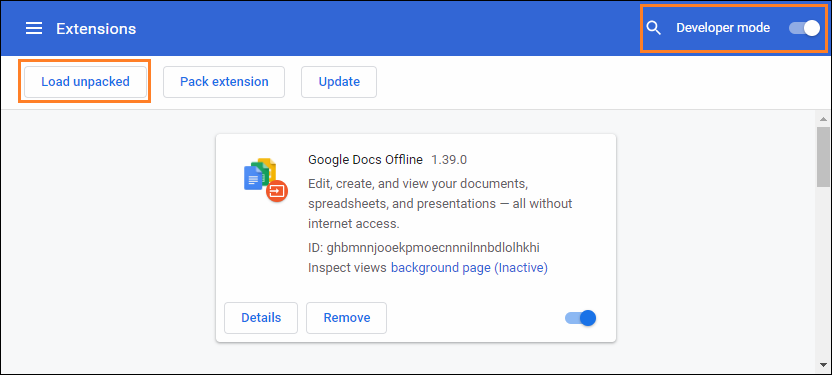 Extensions
Developer mode
Load unpacked
Pack extension
Update
Google Docs Offline 1.39.0
Edit, create, and view your documents,
spreadsheets, and presentations — all without
internet access.
ID: ghbmnnjooekpmoecnnnilnnbdlolhkhi
Inspect views background page (Inactive)
Details
Remove